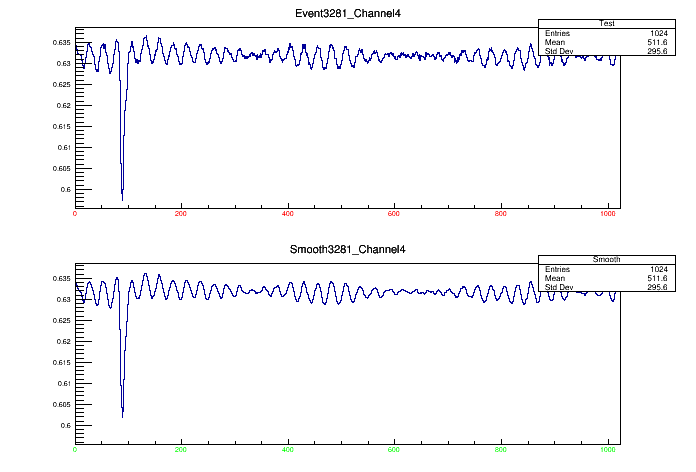 Event3281_Channel4
Test
Entries 1024
Mean 511.6
Std Dev 295.6
0.635
0.63
0.625
0.62
0.615
0.61
0.605
0.6
0 200 400 600 800 1000
Smooth3281_Channel4
Smooth
Entries 1024
Mean 511.6
Std Dev 295.6
0.635
0.63
0.625
0.62
0.615
0.61
0.605
0.6
0 200 400 600 800 1000